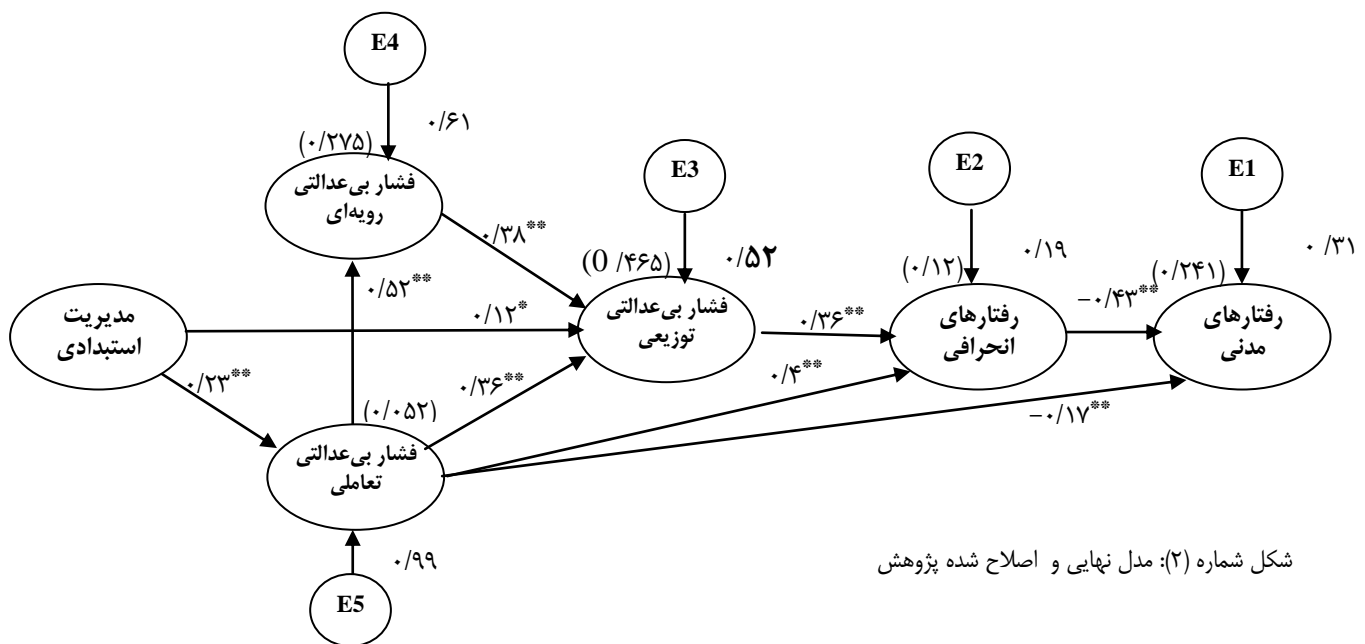 E4
۰/۶۱
(۰/۲۷۵)
فشار بی‌عدالتی
رویه‌ای
E3
E2
E1
۰/۳۸**
(0 /۴۶۵)
۰/۵۲
(۰/۱۲)
۰/۱۹
(۰/۲۴۱)
۰ /۳۱
۰/۵۲**
مدیریت
استبدادی
۰/۱۲*
فشار بی‌عدالتی
توزیعی
۰/۳۶**
رفتارهای
انحرافی
−۰/۴۳**
رفتارهای
مدنی
۰/۲۳**
۰/۳۶**
۰/۴**
−۰/۱۷**
(۰/۰۵۲)
فشار بی‌عدالتی
تعاملی
۰/۹۹
E5
شکل شماره (۲): مدل نهایی و اصلاح شده پژوهش